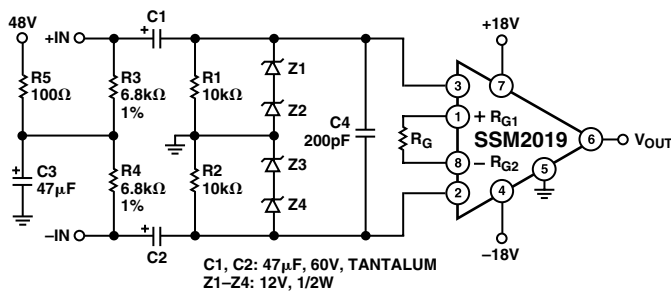 48V
+IN
C1
+
+18V
R5
100Ω
R3
6.8kΩ
1%
R1
10kΩ
Z1
Z2
C4
200pF
3
7
1
+ RG1
RG
SSM2019
6
VOUT
8
– RG2
5
2
4
+
C3
47μF
R4
6.8kΩ
1%
R2
10kΩ
Z3
Z4
–IN
+
C2
–18V
C1, C2: 47μF, 60V, TANTALUM
Z1–Z4: 12V, 1/2W